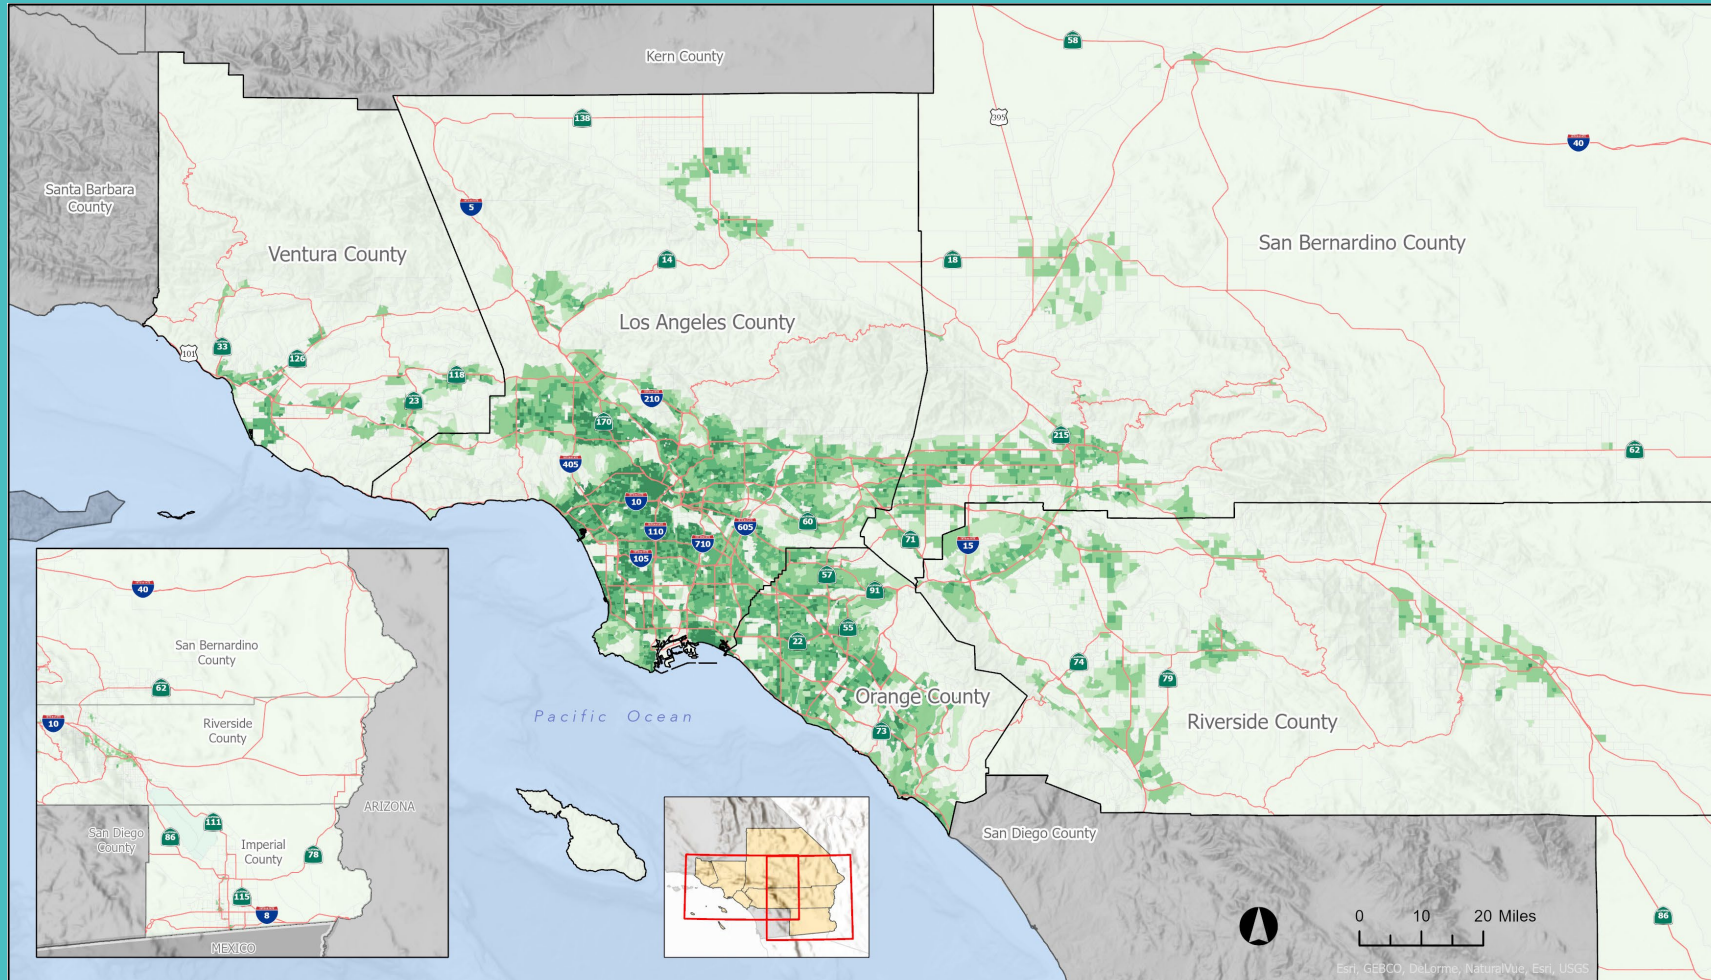 Kern County
58
138
395
40
Santa Barbara
County
5
Ventura County
San Bernardino County
14
18
Los Angeles County
33
101
126
118
23
210
170
215
62
405
10
110
605
60
710
105
71
15
57
91
55
22
74
79
Orange County
Riverside County
73
Pacific Ocean
San Diego County
86
0 10 20 Miles
Esri, GEBCO, DeLorme, NaturalVue, Esri, USGS
40
San Bernardino
County
62
10
Riverside
County
ARIZONA
San Diego
County
86
111
Imperial
County
78
115
8
MEXICO